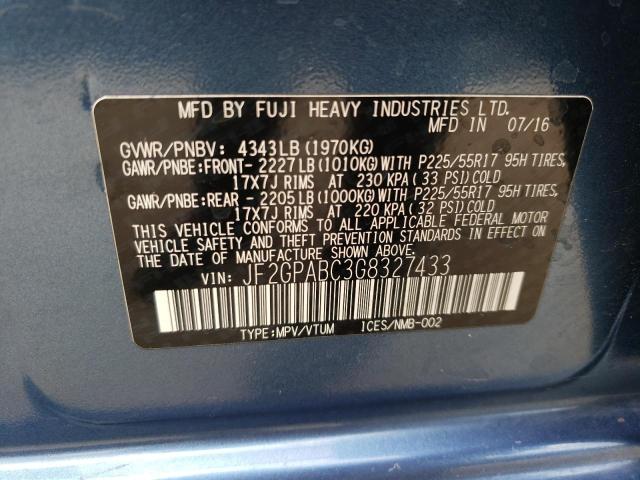 MFD BY FUJI HEAVY INDUSTRIES LTD.
MFD IN 07/16
GVWR/PNBV: 4343LB (1970KG)
GAWR/PNBE:FRONT- 2227LB (1010KG) WITH P225/55R17 95H TIRES,
17X7J RIMS AT 230 KPA (33 PSI) COLD
GAWR/PNBE:REAR - 2205LB (1000KG) WITH P225/55R17 95H TIRES,
17X7J RIMS AT 220 KPA (32 PSI) COLD
THIS VEHICLE CONFORMS TO ALL APPLICABLE FEDERAL MOTOR
VEHICLE SAFETY AND THEFT PREVENTION STANDARDS IN EFFECT
ON THE DATE OF MANUFACTURE SHOWN ABOVE.
VIN: JF2GPABC3G8327433
TYPE:MPV/VTUM ICES/NMB-002